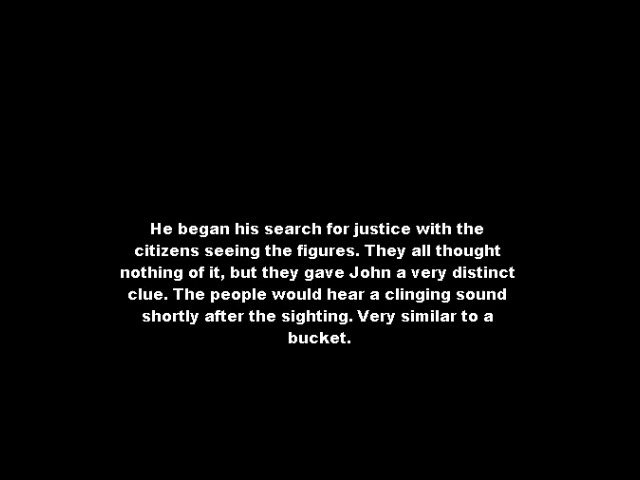 He began his search for justice with the
citizens seeing the figures. They all thought
nothing of it, but they gave John a very distinct
clue. The people would hear a clinging sound
shortly after the sighting. Very similar to a
bucket.